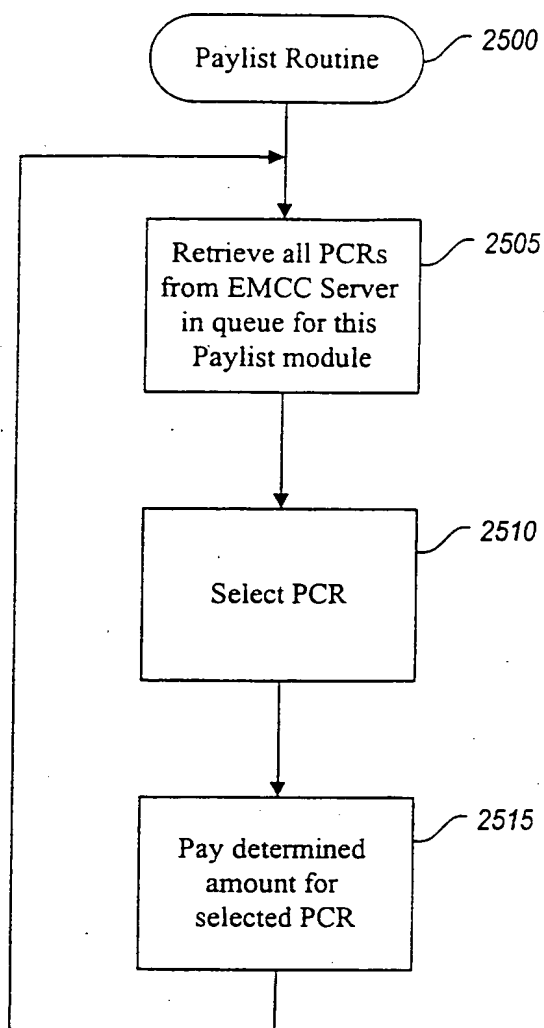 Paylist Routine
2500
Retrieve all PCRs
from EMCC Server
in queue for this
Paylist module
2505
Select PCR
2510
Pay determined
amount for
selected PCR
2515